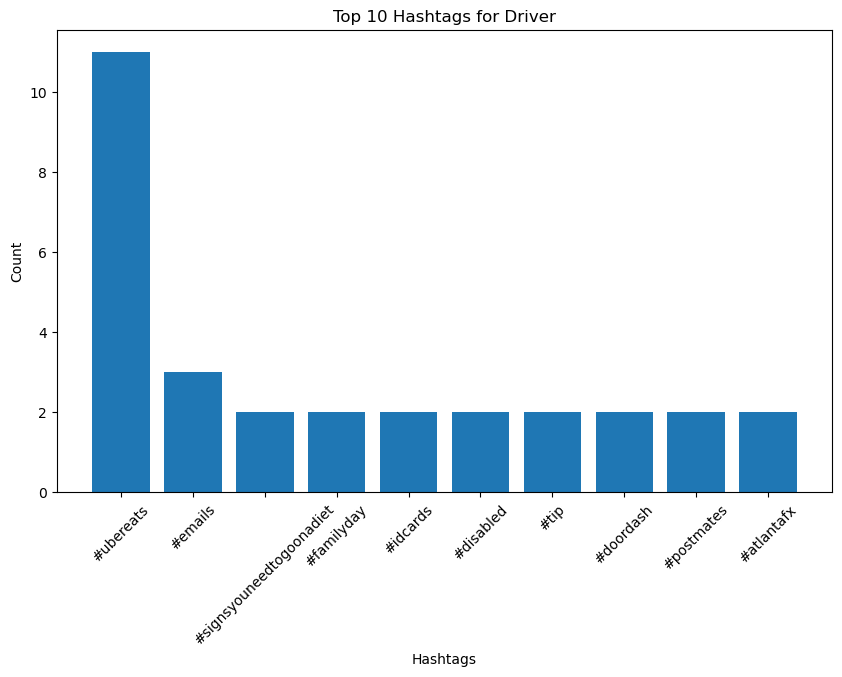 Top 10 Hashtags for Driver
Count
10
8
6
4
2
0
#ubereats
#emails
#signsyouneedtogoonadiet
#familyday
#idcards
#disabled
#tip
#doordash
#postmates
#atlantafx
Hashtags